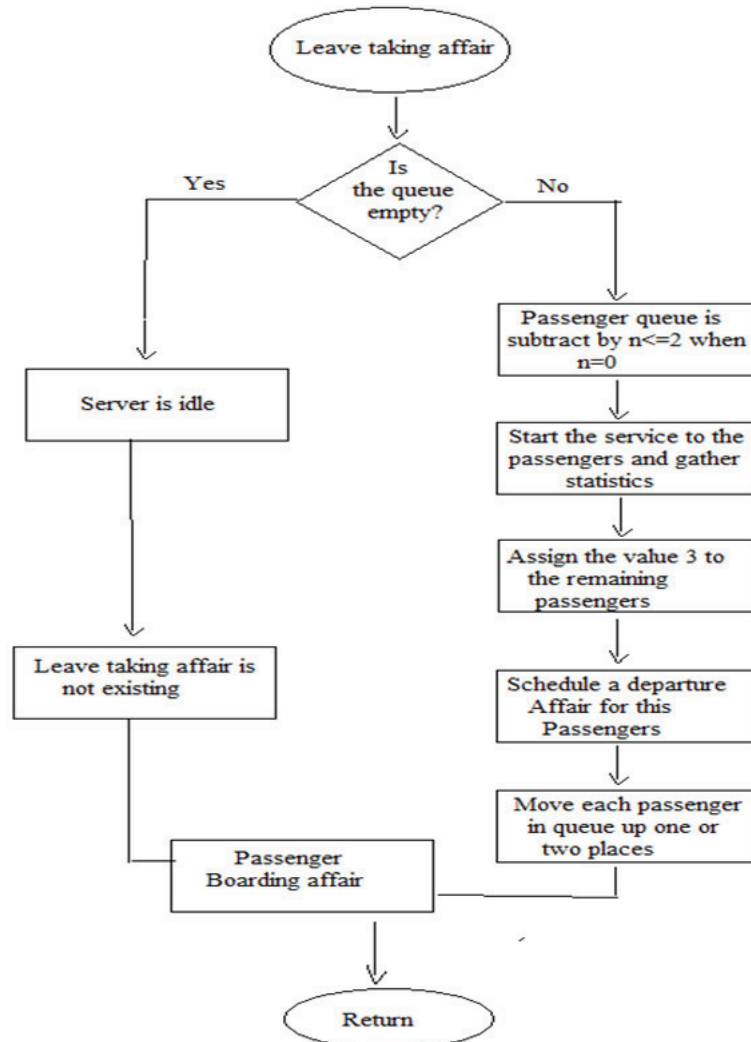 Leave taking affair
Is
the queue
empty?
Yes
No
Passenger queue is
subtract by n<=2 when
n=0
Server is idle
Start the service to the
passengers and gather
statistics
Assign the value 3 to
the remaining
passengers
Leave taking affair is
not existing
Schedule a departure
Affair for this
Passengers
Move each passenger
in queue up one or
two places
Passenger
Boarding affair
Return